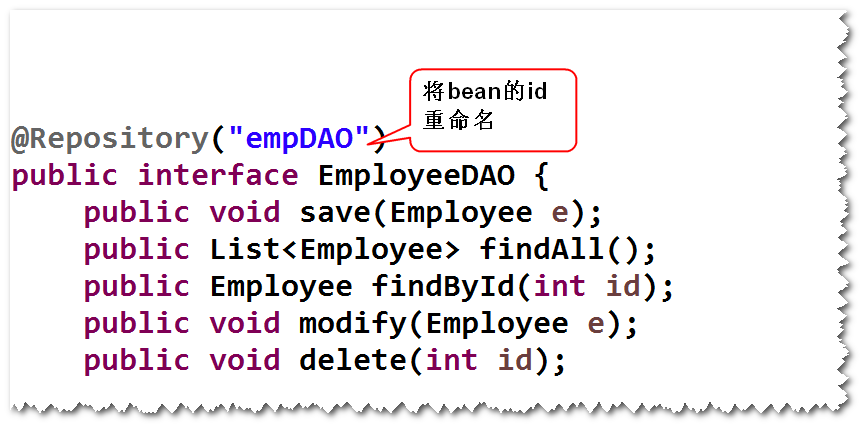 将bean的id
重命名
@Repository("empDAO")
public interface EmployeeDAO {
public void save(Employee e);
public List<Employee> findAll();
public Employee findById(int id);
public void modify(Employee e);
public void delete(int id);